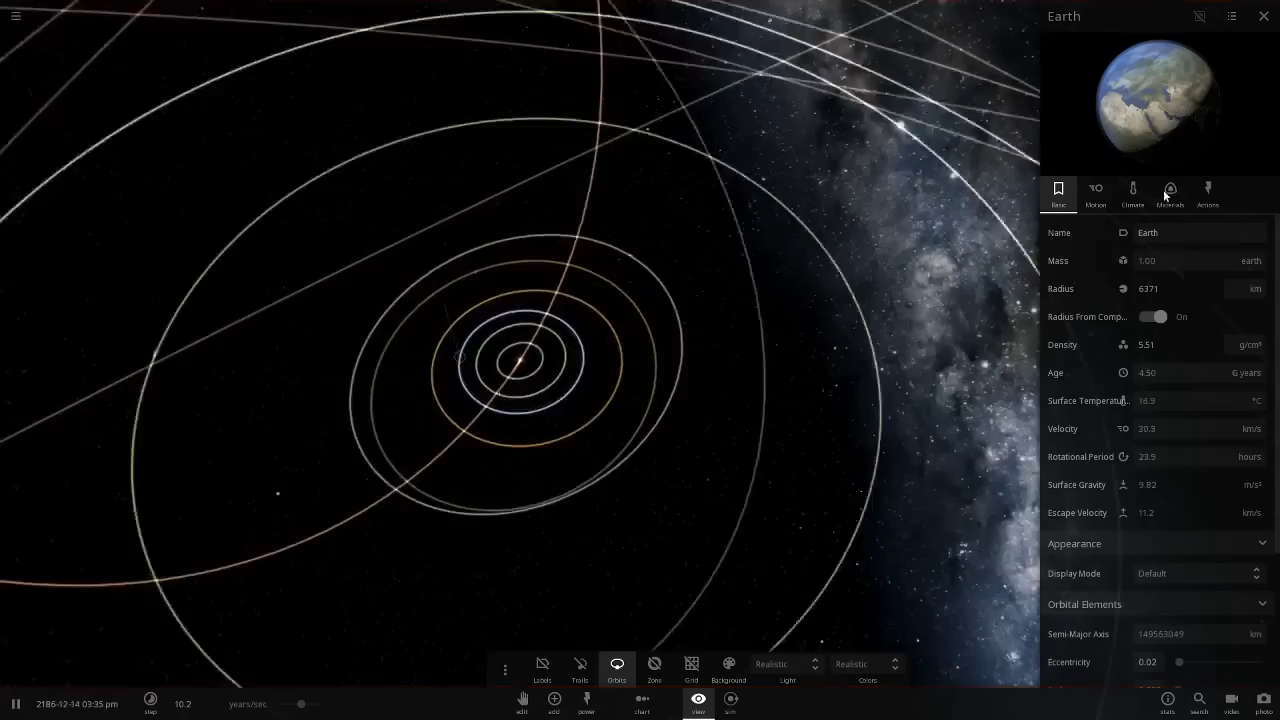 Earth
Basic
Motion
Climate
Materials
Actions
Name Earth
Mass 1.00 earth
Radius 6371 km
Radius From Comp... On
Density 5.51 g/cm³
Age 4.50 G years
Surface Temperatu... 16.9 °C
Velocity 30.3 km/s
Rotational Period 23.9 hours
Surface Gravity 9.82 m/s²
Escape Velocity 11.2 km/s
Appearance
Display Mode Default
Orbital Elements
Semi-Major Axis 149563049 km
Eccentricity 0.02
Labels
Trails
Orbits
Zone
Grid
Background
Realistic
Light
Realistic
Colors
2186-12-14 03:35 pm
step
10.2 years/sec
edit
add
power
chart
view
sim
stats
search
video
photo